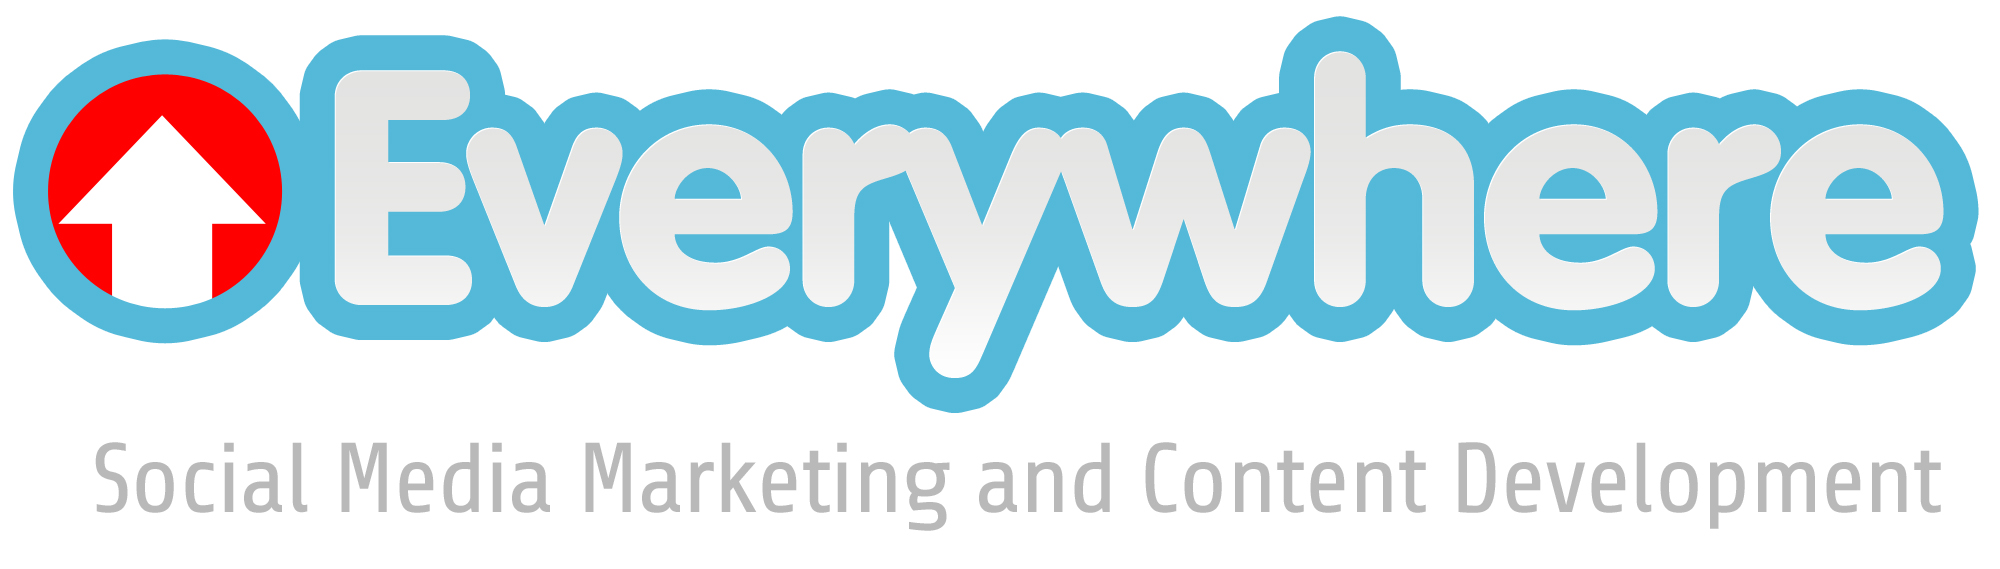 Everywhere
Social Media Marketing and Content Development